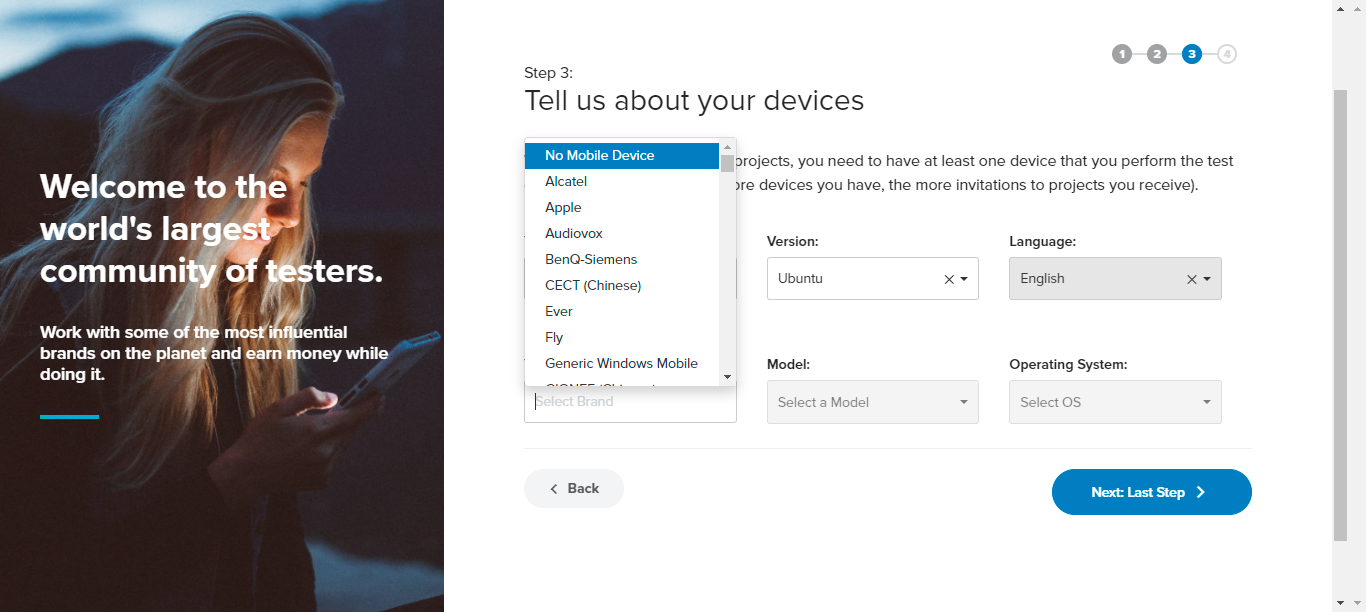 Welcome to the
world's largest
community of testers.
Work with some of the most influential
brands on the planet and earn money while
doing it.
1 2 3 4
Step 3:
Tell us about your devices
projects, you need to have at least one device that you perform the test
devices you have, the more invitations to projects you receive).
No Mobile Device
Alcatel
Apple
Audiovox
BenQ-Siemens
CECT (Chinese)
Ever
Fly
Generic Windows Mobile
Version:
Language:
Ubuntu
English
Model:
Operating System:
Select Brand
Select a Model
Select OS
Back
Next: Last Step